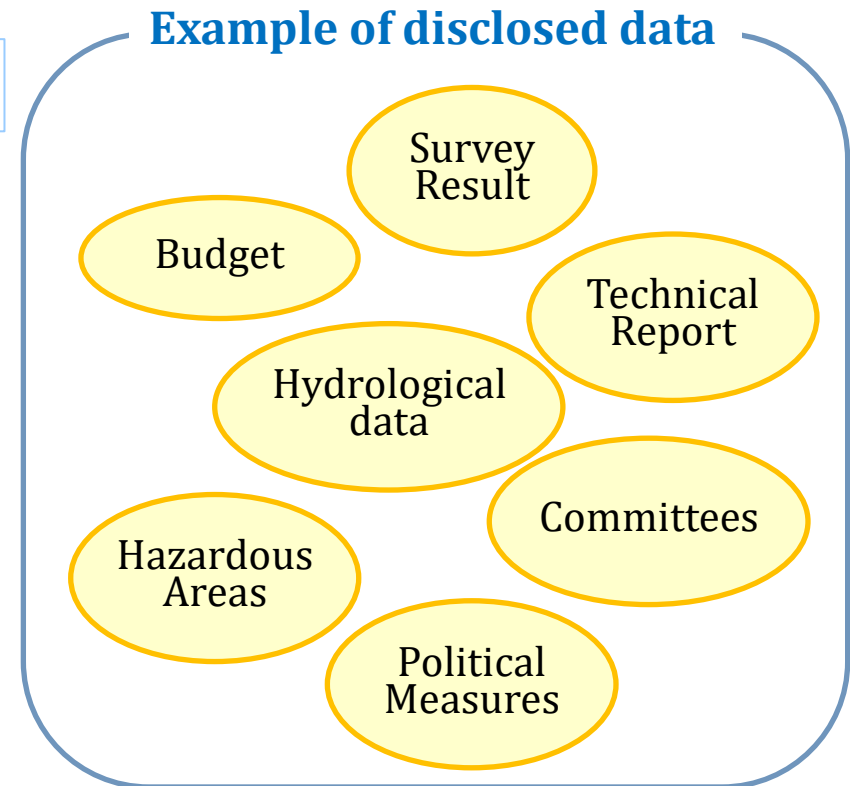 Example of disclosed data
Survey
Result
Budget
Technical
Report
Hydrological
data
Committees
Hazardous
Areas
Political
Measures